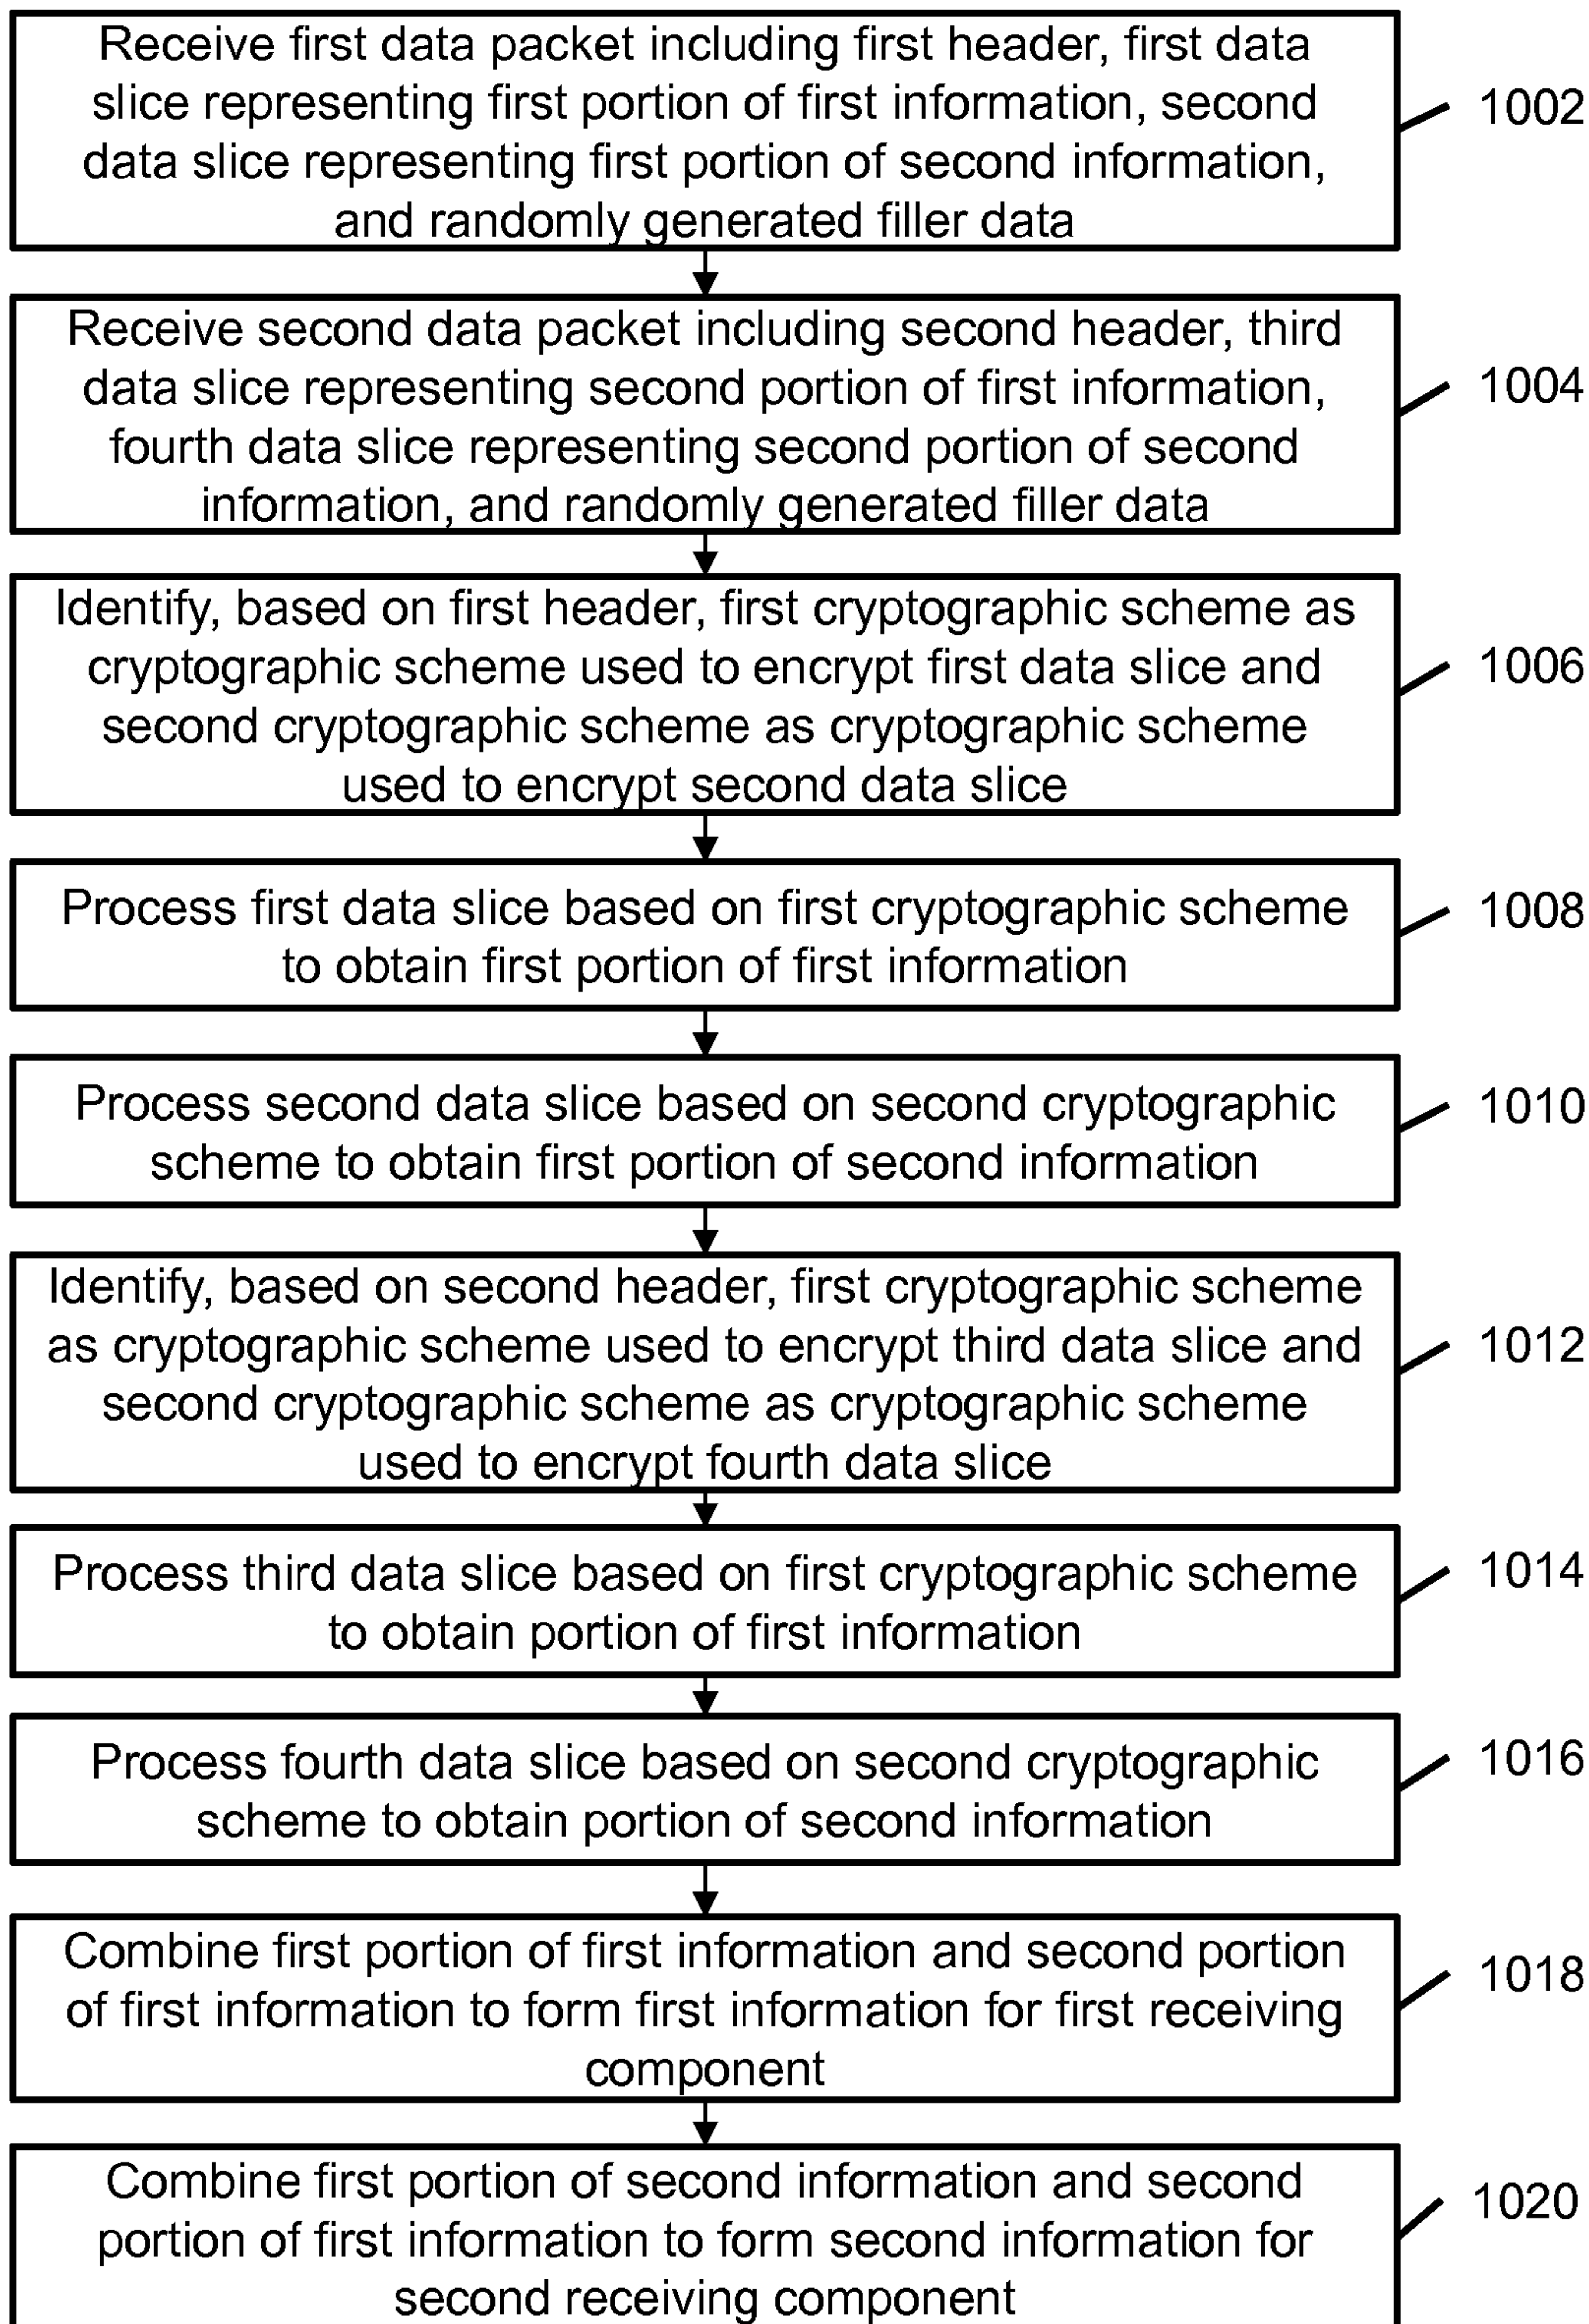 Receive first data packet including first header, first data
slice representing first portion of first information, second
data slice representing first portion of second information,
and randomly generated filler data
1002
Receive second data packet including second header, third
data slice representing second portion of first information,
fourth data slice representing second portion of second
information, and randomly generated filler data
1004
Identify, based on first header, first cryptographic scheme as
cryptographic scheme used to encrypt first data slice and
second cryptographic scheme as cryptographic scheme
used to encrypt second data slice
1006
Process first data slice based on first cryptographic scheme
to obtain first portion of first information
1008
Process second data slice based on second cryptographic
scheme to obtain first portion of second information
1010
Identify, based on second header, first cryptographic scheme
as cryptographic scheme used to encrypt third data slice and
second cryptographic scheme as cryptographic scheme
used to encrypt fourth data slice
1012
Process third data slice based on first cryptographic scheme
to obtain portion of first information
1014
Process fourth data slice based on second cryptographic
scheme to obtain portion of second information
1016
Combine first portion of first information and second portion
of first information to form first information for first receiving
component
1018
Combine first portion of second information and second
portion of first information to form second information for
second receiving component
1020